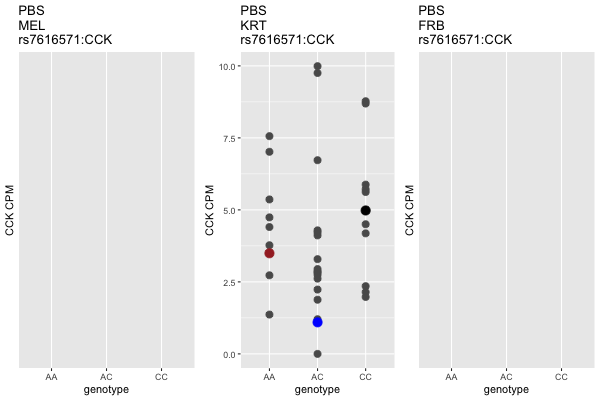 PBS
MEL
rs7616571:CCK
CCK CPM
AA
AC
CC
genotype
PBS
KRT
rs7616571:CCK
CCK CPM
10.0
7.5
5.0
2.5
0.0
AA
AC
CC
genotype
PBS
FRB
rs7616571:CCK
CCK CPM
AA
AC
CC
genotype